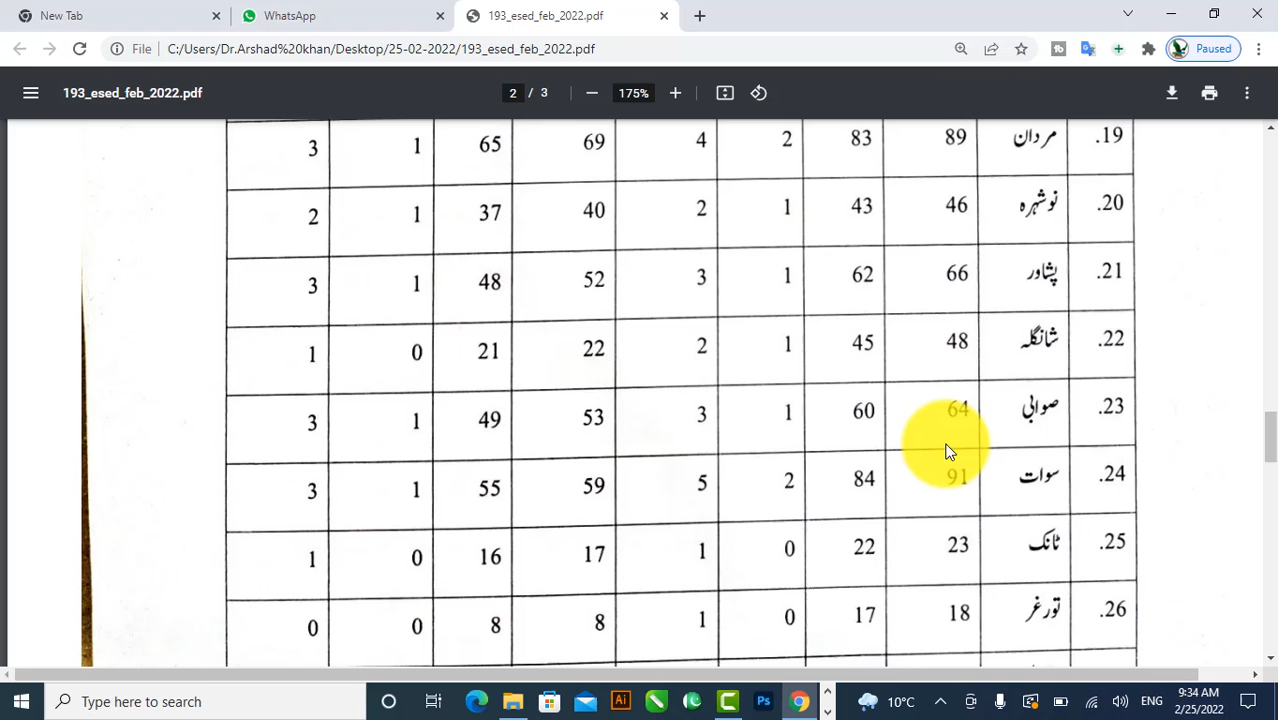 New Tab
WhatsApp
193_esed_feb_2022.pdf
File
C:/Users/Dr.Arshad%20khan/Desktop/25-02-2022/193_esed_feb_2022.pdf
Paused
193_esed_feb_2022.pdf
2 / 3
175%
.19 مردان 89 83 2 4 69 65 1 3
.20 نوشہرہ 46 43 1 2 40 37 1 2
.21 پشاور 66 62 1 3 52 48 1 3
.22 شانگلہ 48 45 1 2 22 21 0 1
.23 صوابی 64 60 1 3 53 49 1 3
.24 سوات 91 84 2 5 59 55 1 3
.25 ٹانک 23 22 0 1 17 16 0 1
.26 تورغر 18 17 0 1 8 8 0 0
Type here to search
Ai
Ps
10°C
ENG
9:34 AM
2/25/2022